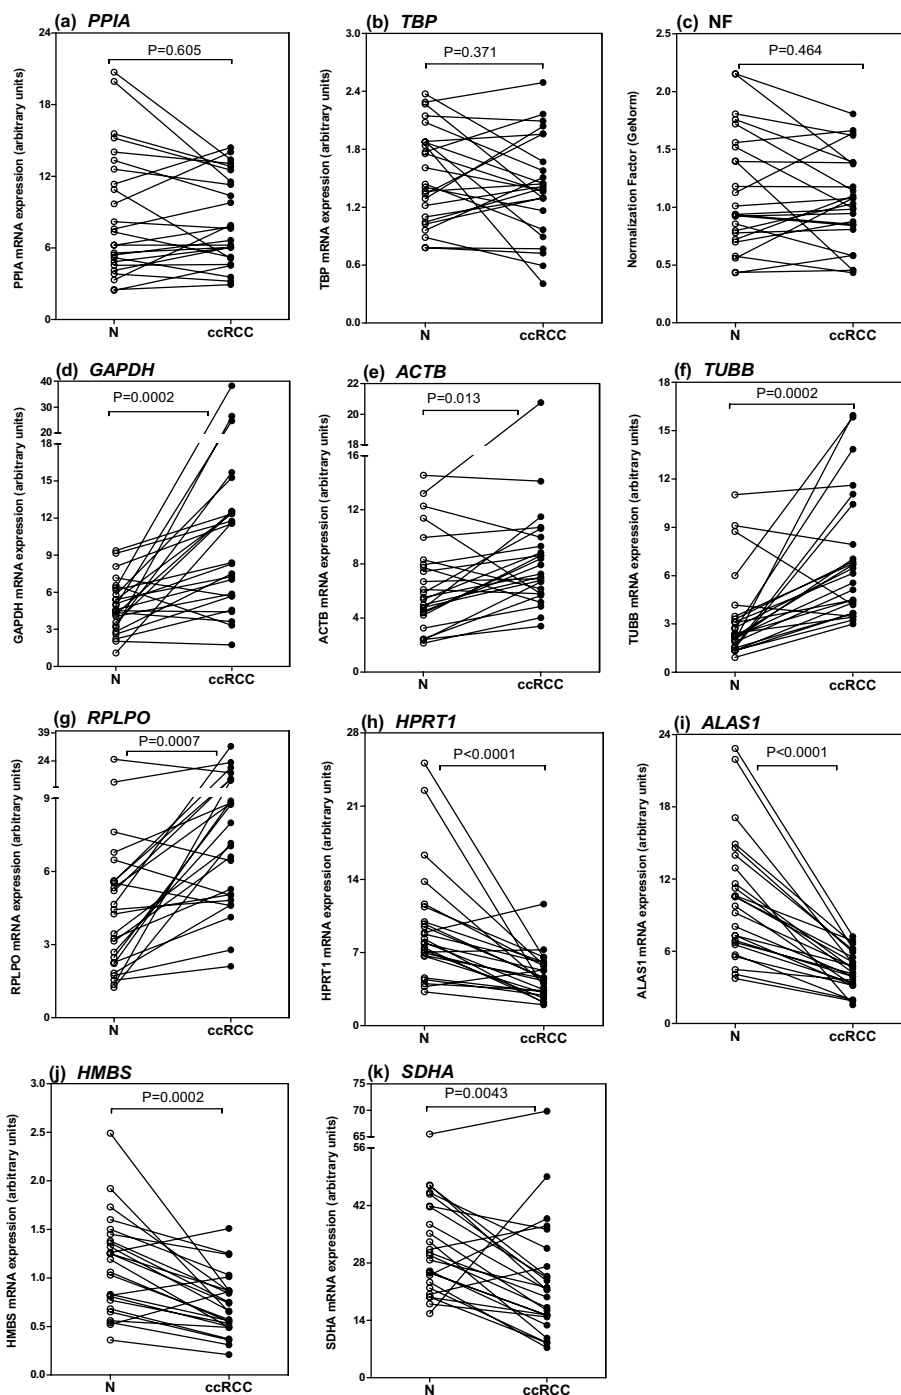 (a) PPIA
PPIA mRNA expression (arbitrary units)
24
18
12
6
0
P=0.605
N ccRCC
(b) TBP
TBP mRNA expression (arbitrary units)
3.0
2.4
1.8
1.2
0.6
0.0
P=0.371
N ccRCC
(c) NF
Normalization Factor (GeNorm)
2.5
2.0
1.5
1.0
0.5
0.0
P=0.464
N ccRCC
(d) GAPDH
GAPDH mRNA expression (arbitrary units)
40
30
20
12
9
6
3
0
P=0.0002
N ccRCC
(e) ACTB
ACTB mRNA expression (arbitrary units)
22
20
18
16
12
8
4
0
P=0.013
N ccRCC
(f) TUBB
TUBB mRNA expression (arbitrary units)
18
15
12
9
6
3
0
P=0.0002
N ccRCC
(g) RPLPO
RPLPO mRNA expression (arbitrary units)
39
24
9
6
3
0
P=0.0007
N ccRCC
(h) HPRT1
HPRT1 mRNA expression (arbitrary units)
28
21
14
7
0
P<0.0001
N ccRCC
(i) ALAS1
ALAS1 mRNA expression (arbitrary units)
24
18
12
6
0
P<0.0001
N ccRCC
(j) HMBS
HMBS mRNA expression (arbitrary units)
3.0
2.5
2.0
1.5
1.0
0.5
0.0
P=0.0002
N ccRCC
(k) SDHA
SDHA mRNA expression (arbitrary units)
75
70
65
56
42
28
14
0
P=0.0043
N ccRCC